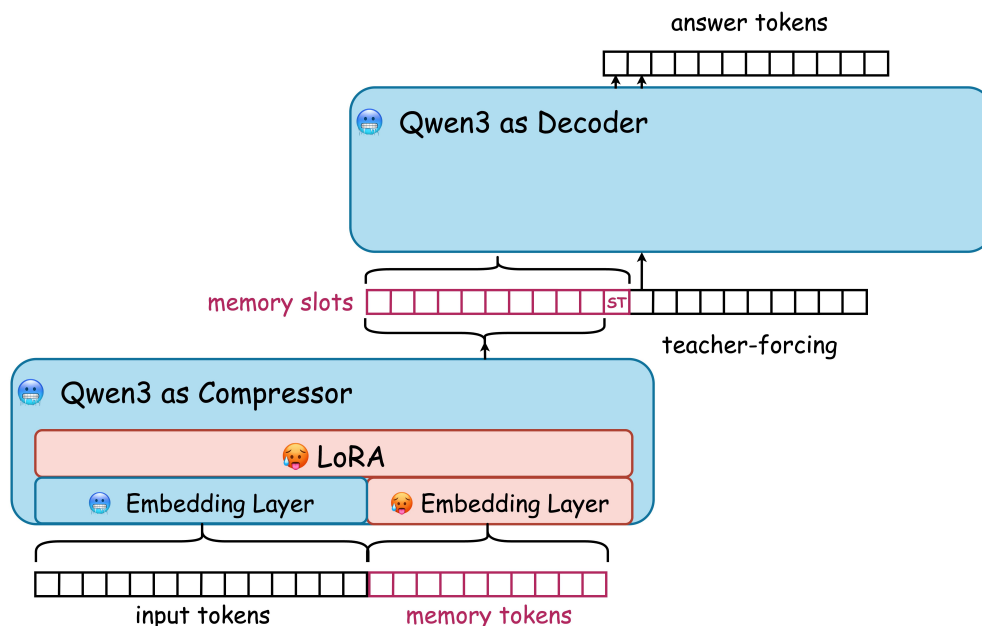 answer tokens
Qwen3 as Decoder
memory slots
ST
teacher-forcing
Qwen3 as Compressor
LoRA
Embedding Layer
Embedding Layer
input tokens
memory tokens